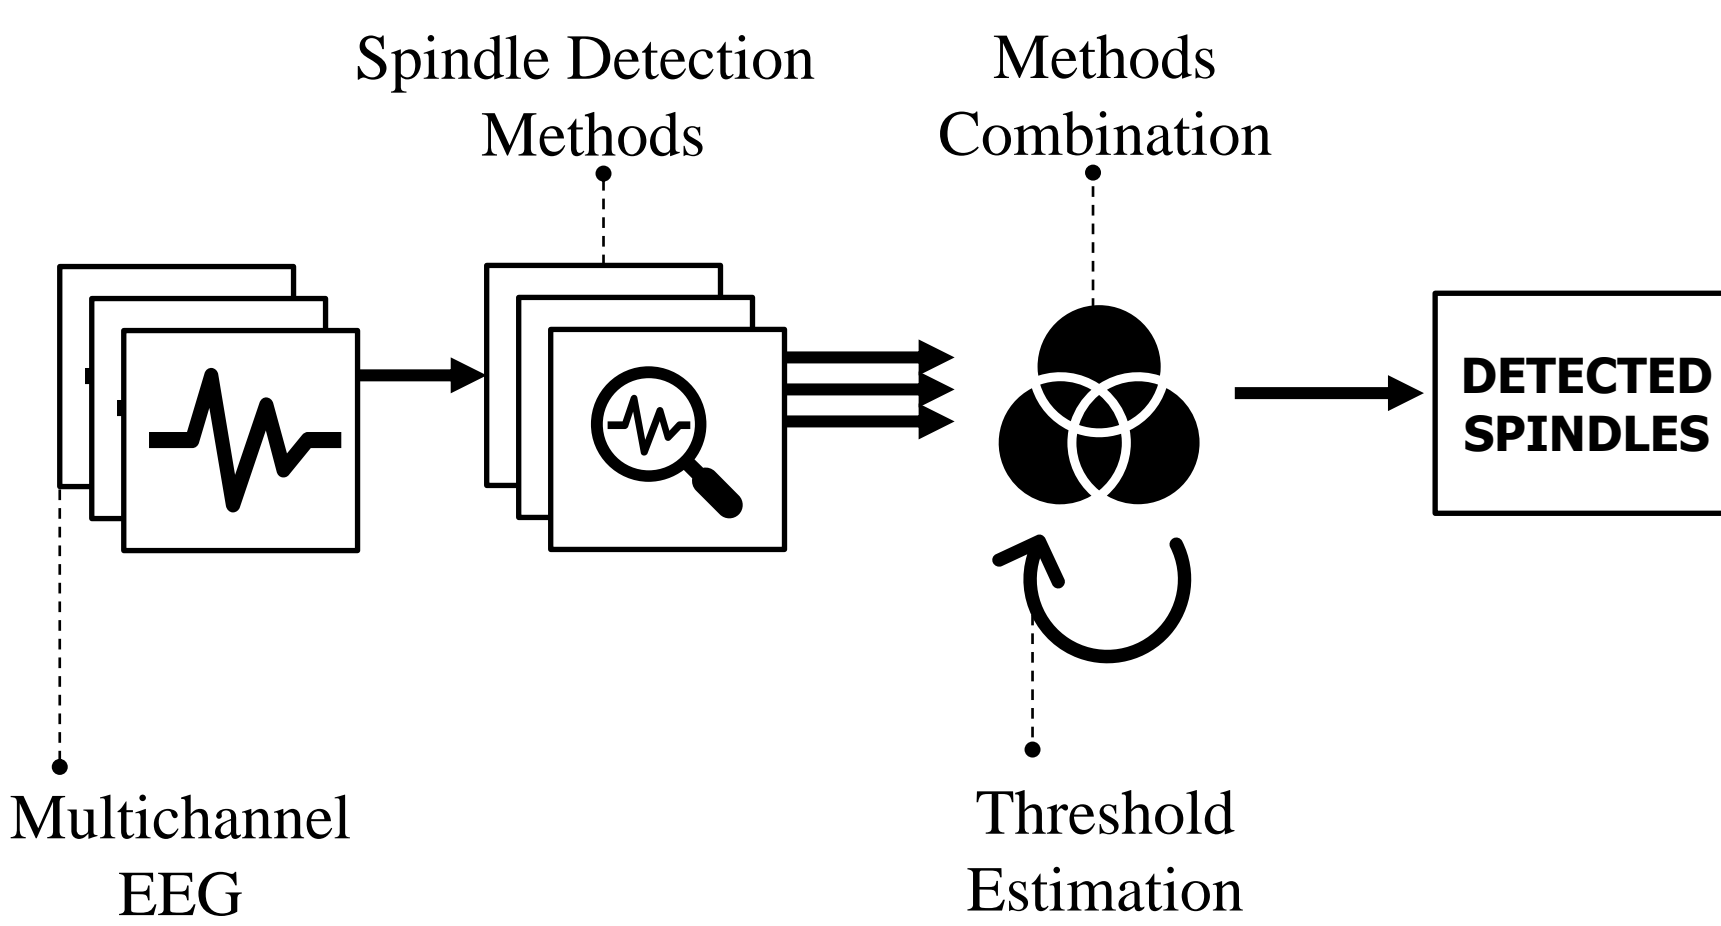 Spindle Detection
Methods
Methods
Combination
DETECTED
SPINDLES
Multichannel
EEG
Threshold
Estimation